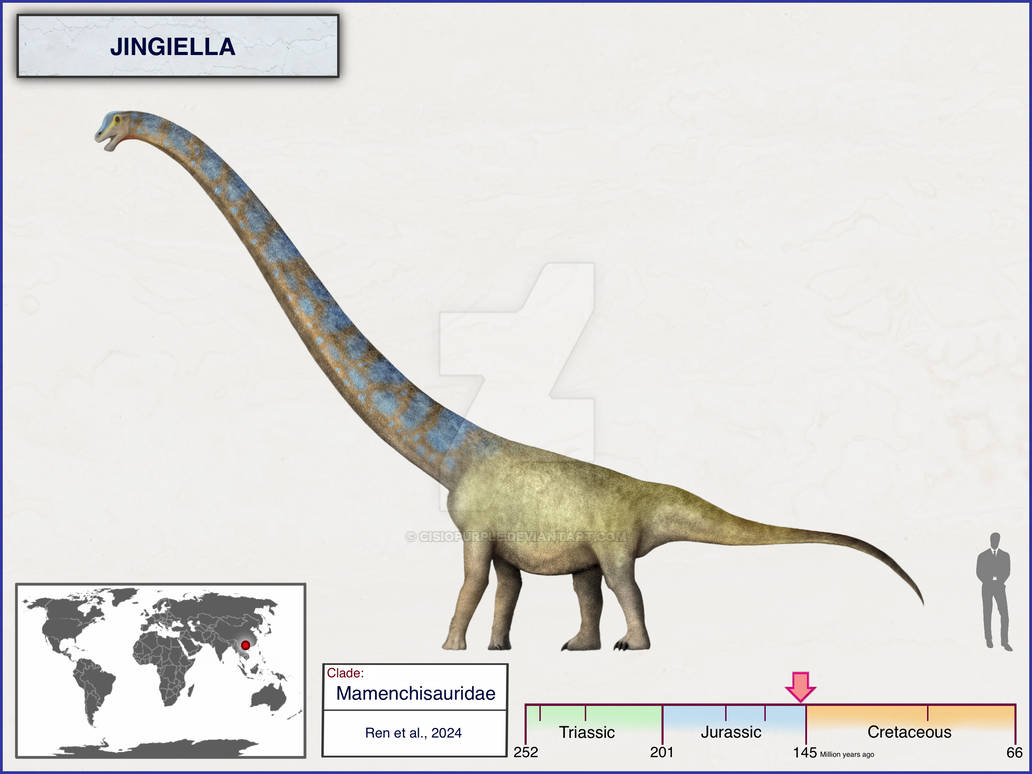 JINGIELLA
© CISIOPURPLE.DEVIANTART.COM
Clade:
Mamenchisauridae
Ren et al., 2024
Triassic
Jurassic
Cretaceous
252
201
145 Million years ago
66